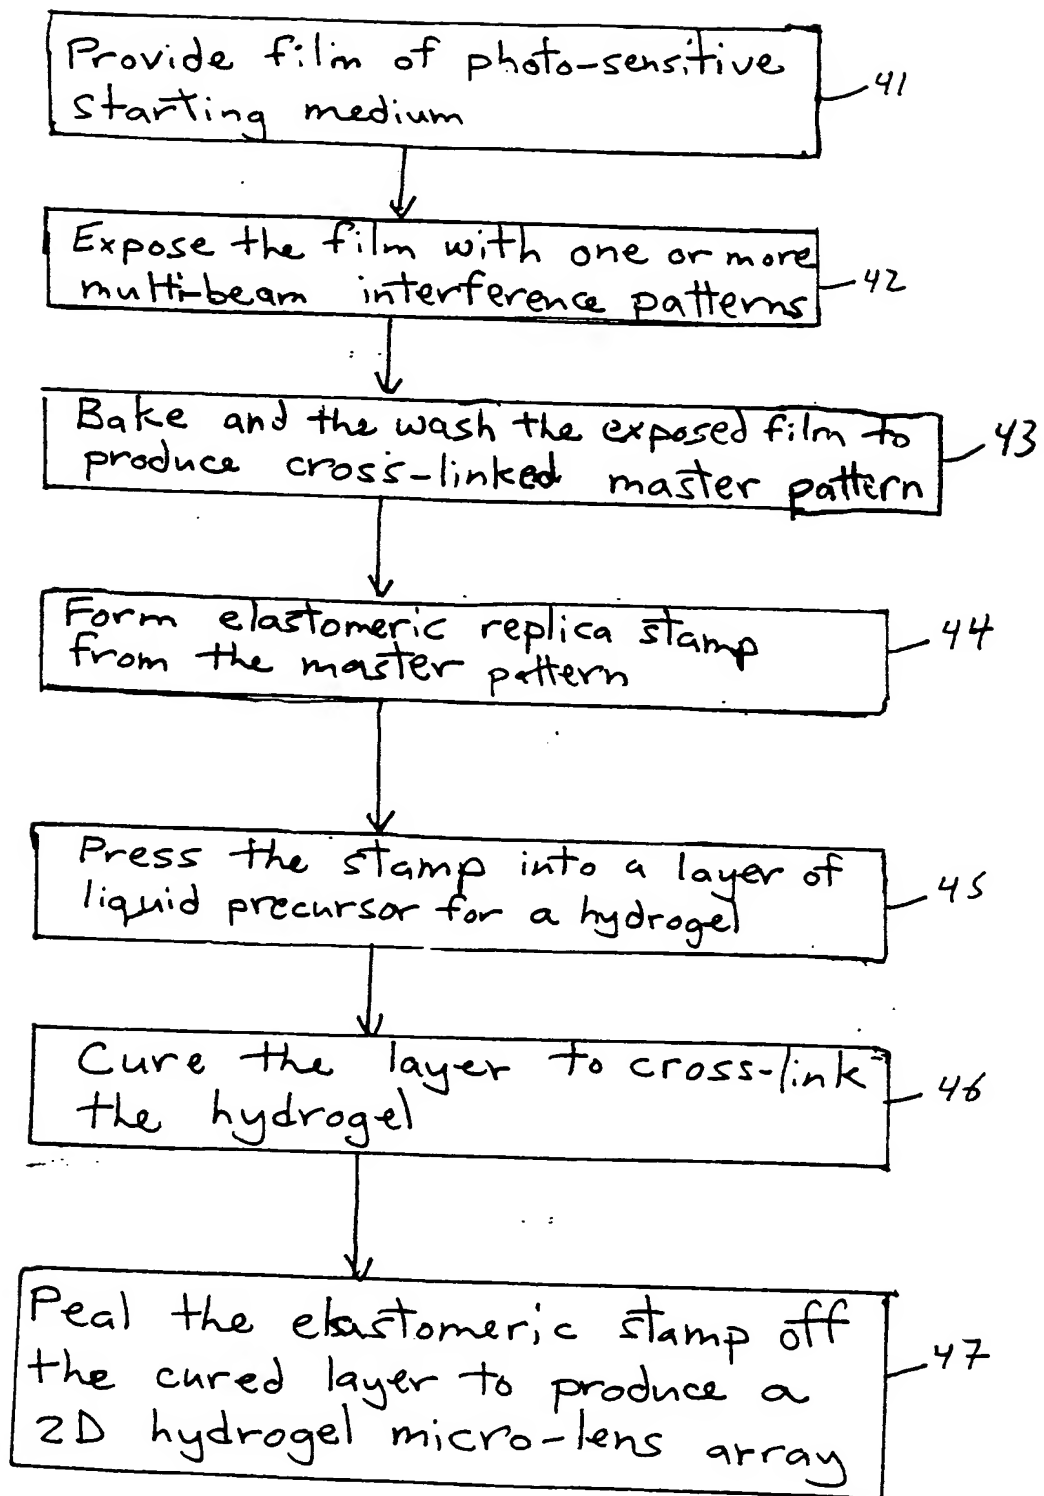 Provide film of photo-sensitive
starting medium
41
Expose the film with one or more
multi-beam interference patterns
42
Bake and the wash the exposed film to
produce cross-linked master pattern
43
Form elastomeric replica stamp
from the master pattern
44
Press the stamp into a layer of
liquid precursor for a hydrogel
45
Cure the layer to cross-link
the hydrogel
46
Peal the elastomeric stamp off
the cured layer to produce a
2D hydrogel micro-lens array
47